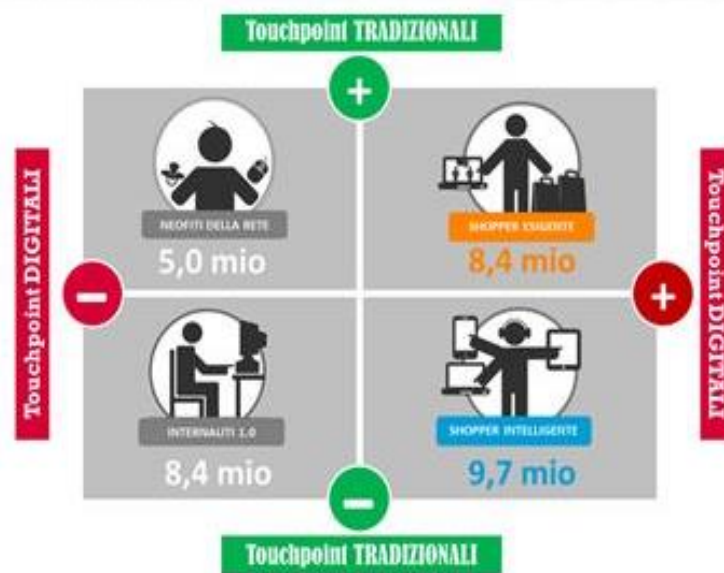 Touchpoint TRADIZIONALI
+
Touchpoint DIGITALI
NEOFITI DELLA RETE
5,0 mio
SHOPPER ESIGENTE
8,4 mio
Touchpoint DIGITALI
−
+
INTERNAUTI 1.0
8,4 mio
SHOPPER INTELLIGENTE
9,7 mio
−
Touchpoint TRADIZIONALI